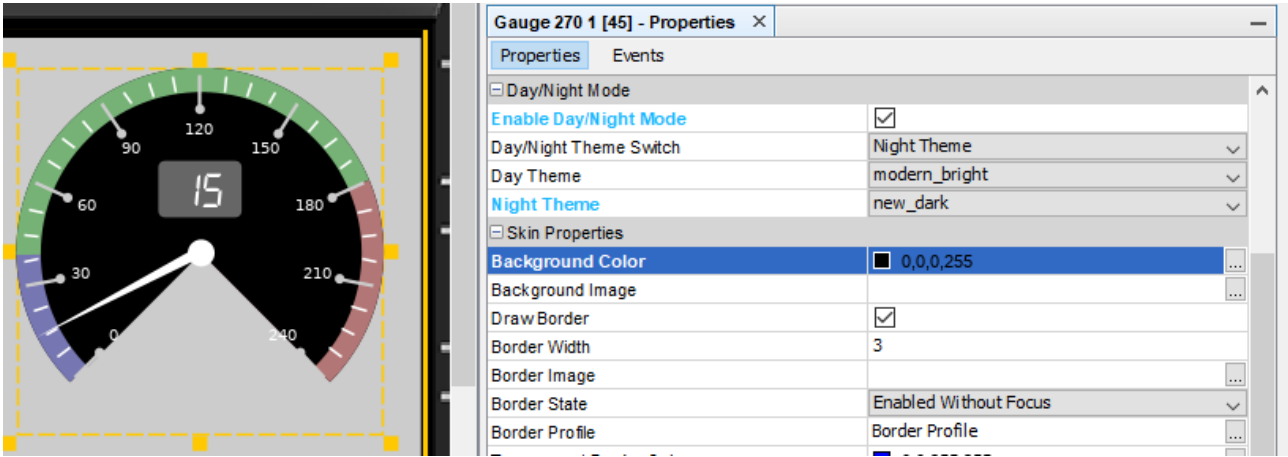 Gauge 270 1 [45] - Properties ×
Properties Events
Day/Night Mode
Enable Day/Night Mode
Day/Night Theme Switch Night Theme
Day Theme modern_bright
Night Theme new_dark
Skin Properties
Background Color 0,0,0,255 ...
Background Image ...
Draw Border
Border Width 3
Border Image ...
Border State Enabled Without Focus
Border Profile Border Profile ...
120
90 150
15
60 180
30 210
0 240